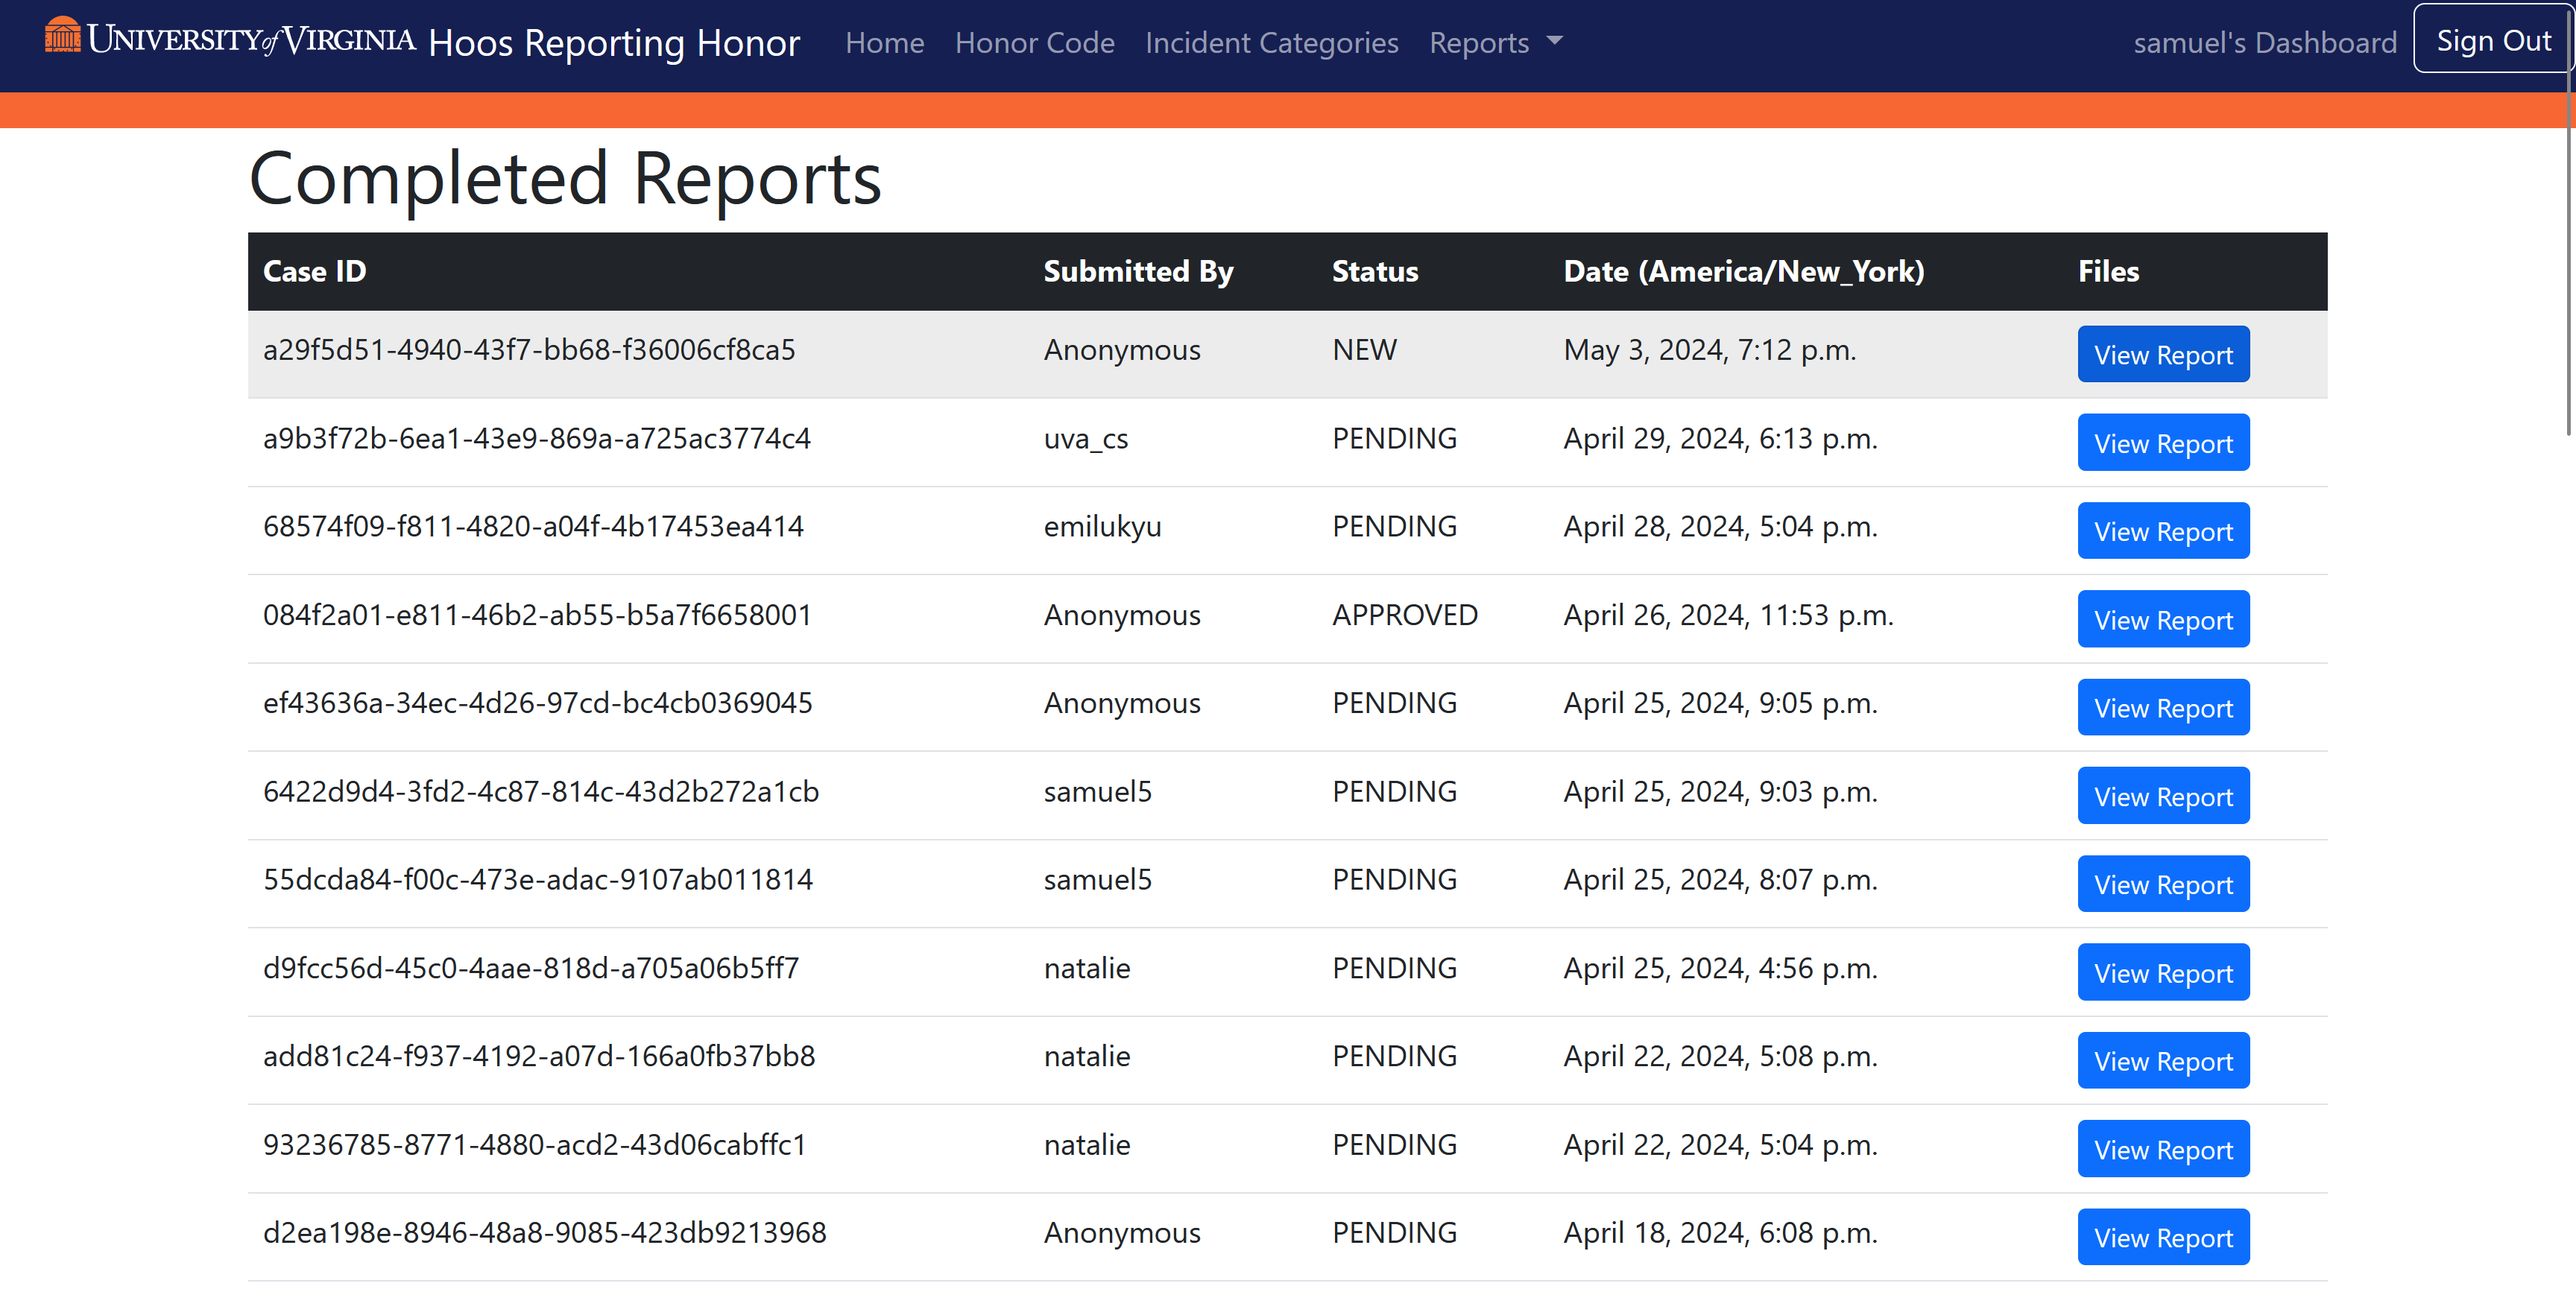 UNIVERSITY of VIRGINIA Hoos Reporting Honor Home Honor Code Incident Categories Reports samuel's Dashboard Sign Out
Completed Reports
Case ID Submitted By Status Date (America/New_York) Files
a29f5d51-4940-43f7-bb68-f36006cf8ca5 Anonymous NEW May 3, 2024, 7:12 p.m. View Report
a9b3f72b-6ea1-43e9-869a-a725ac3774c4 uva_cs PENDING April 29, 2024, 6:13 p.m. View Report
68574f09-f811-4820-a04f-4b17453ea414 emilukyu PENDING April 28, 2024, 5:04 p.m. View Report
084f2a01-e811-46b2-ab55-b5a7f6658001 Anonymous APPROVED April 26, 2024, 11:53 p.m. View Report
ef43636a-34ec-4d26-97cd-bc4cb0369045 Anonymous PENDING April 25, 2024, 9:05 p.m. View Report
6422d9d4-3fd2-4c87-814c-43d2b272a1cb samuel5 PENDING April 25, 2024, 9:03 p.m. View Report
55dcda84-f00c-473e-adac-9107ab011814 samuel5 PENDING April 25, 2024, 8:07 p.m. View Report
d9fcc56d-45c0-4aae-818d-a705a06b5ff7 natalie PENDING April 25, 2024, 4:56 p.m. View Report
add81c24-f937-4192-a07d-166a0fb37bb8 natalie PENDING April 22, 2024, 5:08 p.m. View Report
93236785-8771-4880-acd2-43d06cabffc1 natalie PENDING April 22, 2024, 5:04 p.m. View Report
d2ea198e-8946-48a8-9085-423db9213968 Anonymous PENDING April 18, 2024, 6:08 p.m. View Report